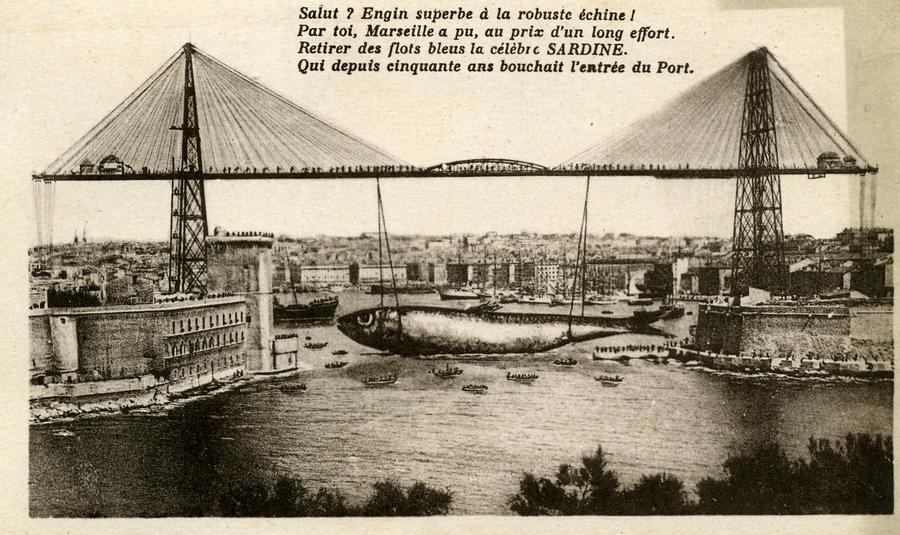 Salut ? Engin superbe à la robuste échine !
Par toi, Marseille a pu, au prix d'un long effort.
Retirer des flots bleus la célèbre SARDINE.
Qui depuis cinquante ans bouchait l'entrée du Port.